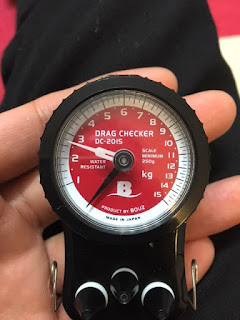 DRAG CHECKER
DC-201S
SCALE
MINIMUM
250g
WATER
RESISTANT
kg
B
PRODUCT BY BOUZ
MADE IN JAPAN
1
2
3
4
5
6
7
8
9
10
11
12
13
14
15